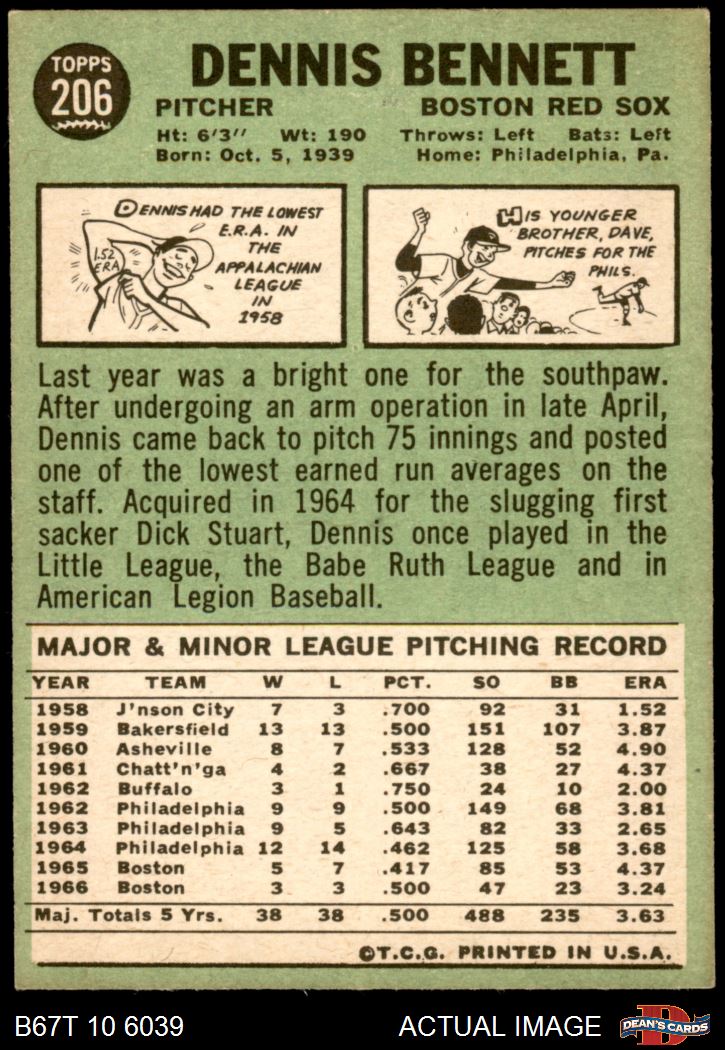 TOPPS
206
DENNIS BENNETT
PITCHER BOSTON RED SOX
Ht: 6'3" Wt: 190 Throws: Left Bats: Left
Born: Oct. 5, 1939 Home: Philadelphia, Pa.
DENNIS HAD THE LOWEST
E.R.A. IN
THE
APPALACHIAN
LEAGUE
IN
1958
1.52
ERA
HIS YOUNGER
BROTHER, DAVE,
PITCHES FOR THE
PHILS.
Last year was a bright one for the southpaw.
After undergoing an arm operation in late April,
Dennis came back to pitch 75 innings and posted
one of the lowest earned run averages on the
staff. Acquired in 1964 for the slugging first
sacker Dick Stuart, Dennis once played in the
Little League, the Babe Ruth League and in
American Legion Baseball.
MAJOR & MINOR LEAGUE PITCHING RECORD
YEAR TEAM W L PCT. SO BB ERA
1958 J'nson City 7 3 .700 92 31 1.52
1959 Bakersfield 13 13 .500 151 107 3.87
1960 Asheville 8 7 .533 128 52 4.90
1961 Chatt'n'ga 4 2 .667 38 27 4.37
1962 Buffalo 3 1 .750 24 10 2.00
1962 Philadelphia 9 9 .500 149 68 3.81
1963 Philadelphia 9 5 .643 82 33 2.65
1964 Philadelphia 12 14 .462 125 58 3.68
1965 Boston 5 7 .417 85 53 4.37
1966 Boston 3 3 .500 47 23 3.24
Maj. Totals 5 Yrs. 38 38 .500 488 235 3.63
©T.C.G. PRINTED IN U.S.A.
B67T 10 6039 ACTUAL IMAGE
D
DEAN'S CARDS